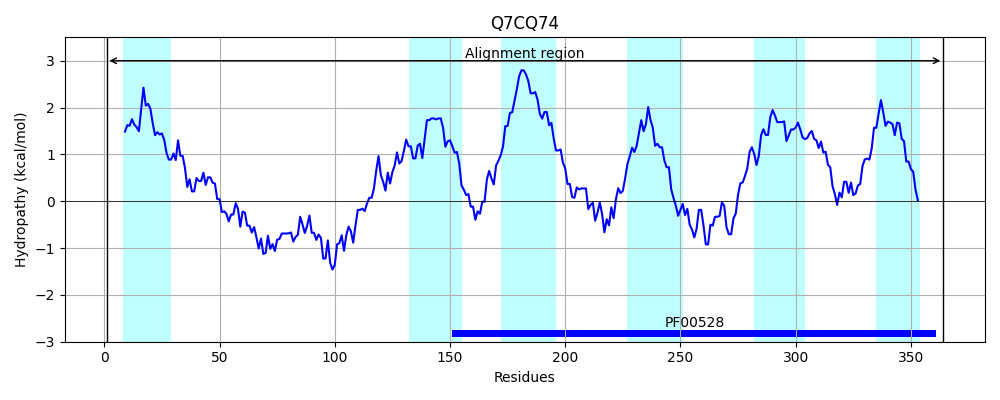 Q7CQ74
Alignment region
PF00528
Hydropathy (kcal/mol)
3
2
1
0
−1
−2
−3
0 50 100 150 200 250 300 350
Residues